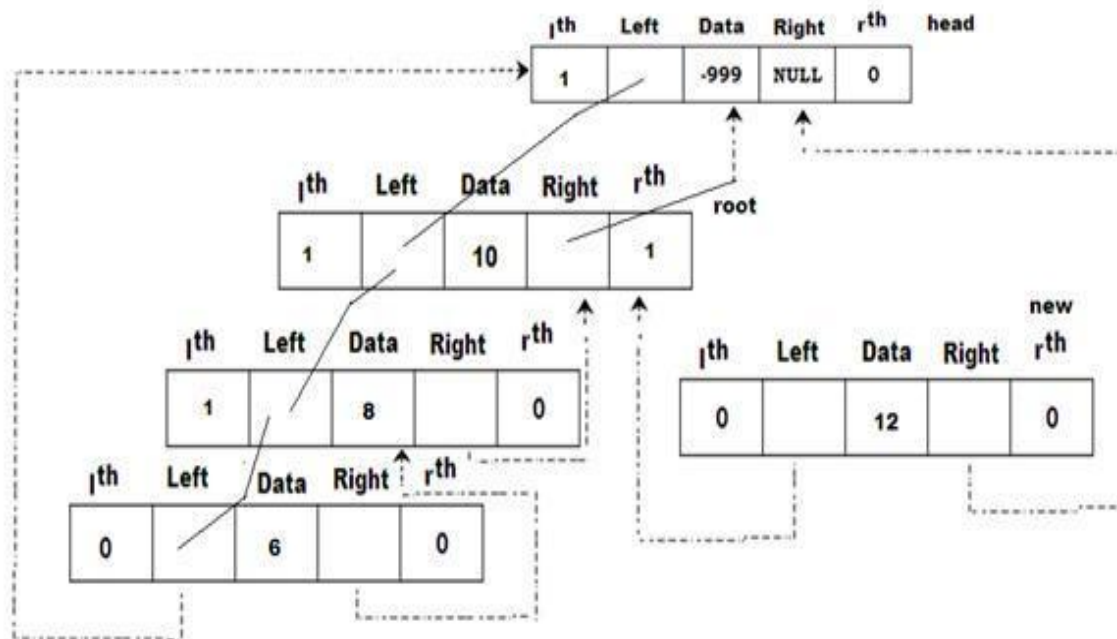 lth Left Data Right rth head
1 -999 NULL 0
lth Left Data Right rth
root
1 10 1
new
lth Left Data Right rth
1 8 0
lth Left Data Right rth
0 12 0
lth Left Data Right rth
0 6 0